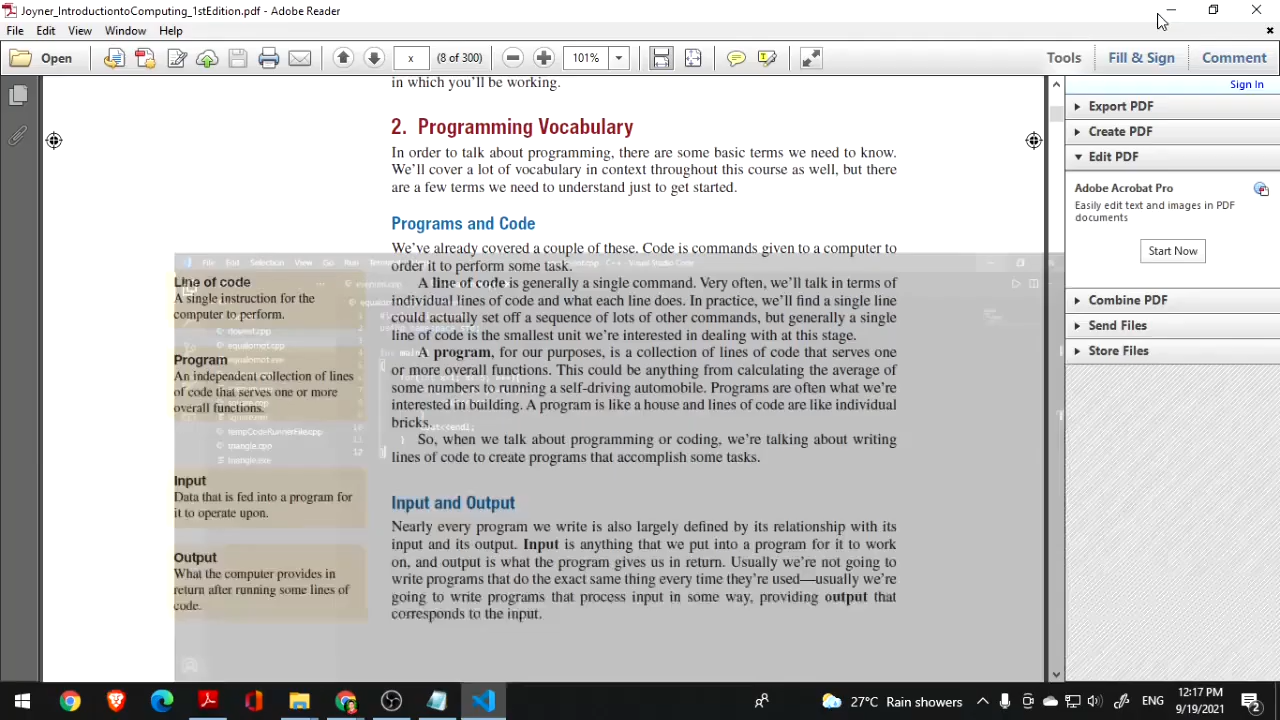 Joyner_IntroductiontoComputing_1stEdition.pdf - Adobe Reader
File Edit View Window Help
Open x (8 of 300) 101% Tools Fill & Sign Comment
in which you'll be working.
2. Programming Vocabulary
In order to talk about programming, there are some basic terms we need to know.
We'll cover a lot of vocabulary in context throughout this course as well, but there
are a few terms we need to understand just to get started.
Programs and Code
We've already covered a couple of these. Code is commands given to a computer to
order it to perform some task.
A line of code is generally a single command. Very often, we'll talk in terms of
individual lines of code and what each line does. In practice, we'll find a single line
could actually set off a sequence of lots of other commands, but generally a single
line of code is the smallest unit we're interested in dealing with at this stage.
A program, for our purposes, is a collection of lines of code that serves one
or more overall functions. This could be anything from calculating the average of
some numbers to running a self-driving automobile. Programs are often what we're
interested in building. A program is like a house and lines of code are like individual
bricks.
So, when we talk about programming or coding, we're talking about writing
lines of code to create programs that accomplish some tasks.
Input and Output
Nearly every program we write is also largely defined by its relationship with its
input and its output. Input is anything that we put into a program for it to work
on, and output is what the program gives us in return. Usually we're not going to
write programs that do the exact same thing every time they're used—usually we're
going to write programs that process input in some way, providing output that
corresponds to the input.
Line of code
A single instruction for the
computer to perform.
Program
An independent collection of lines
of code that serves one or more
overall functions.
Input
Data that is fed into a program for
it to operate upon.
Output
What the computer provides in
return after running some lines of
code.
File Edit Selection View Go Run
C++ - Visual Studio Code
tempCodeRunnerFile.cpp
triangle.cpp
triangle.exe
Sign In
Export PDF
Create PDF
Edit PDF
Adobe Acrobat Pro
Easily edit text and images in PDF
documents
Start Now
Combine PDF
Send Files
Store Files
27°C Rain showers ENG 12:17 PM
9/19/2021 2